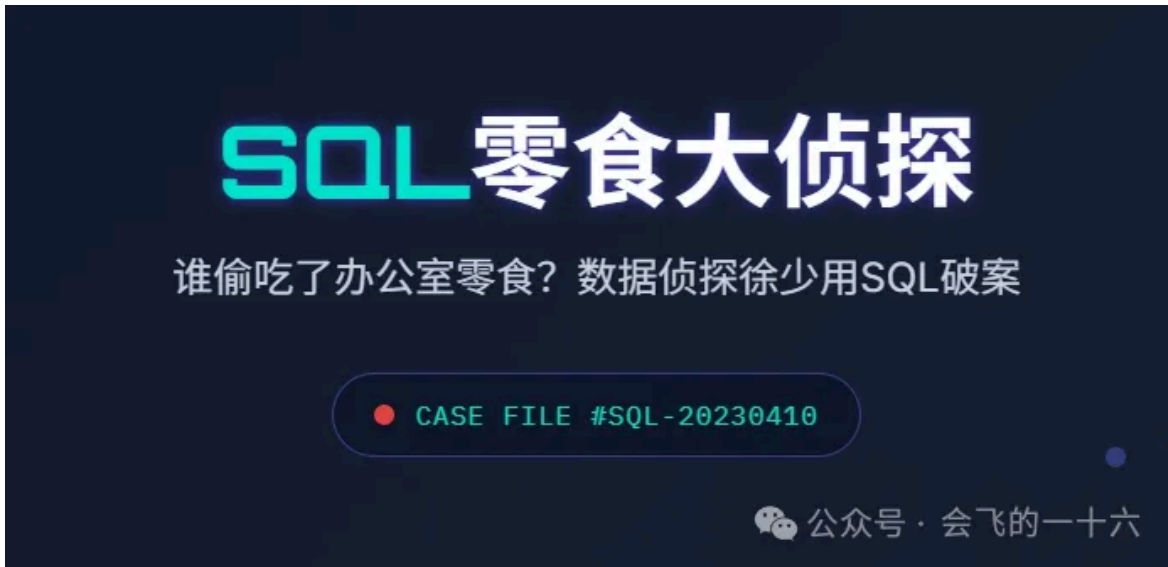 SQL零食大侦探
谁偷吃了办公室零食？数据侦探徐少用SQL破案
CASE FILE #SQL-20230410
公众号 · 会飞的一十六